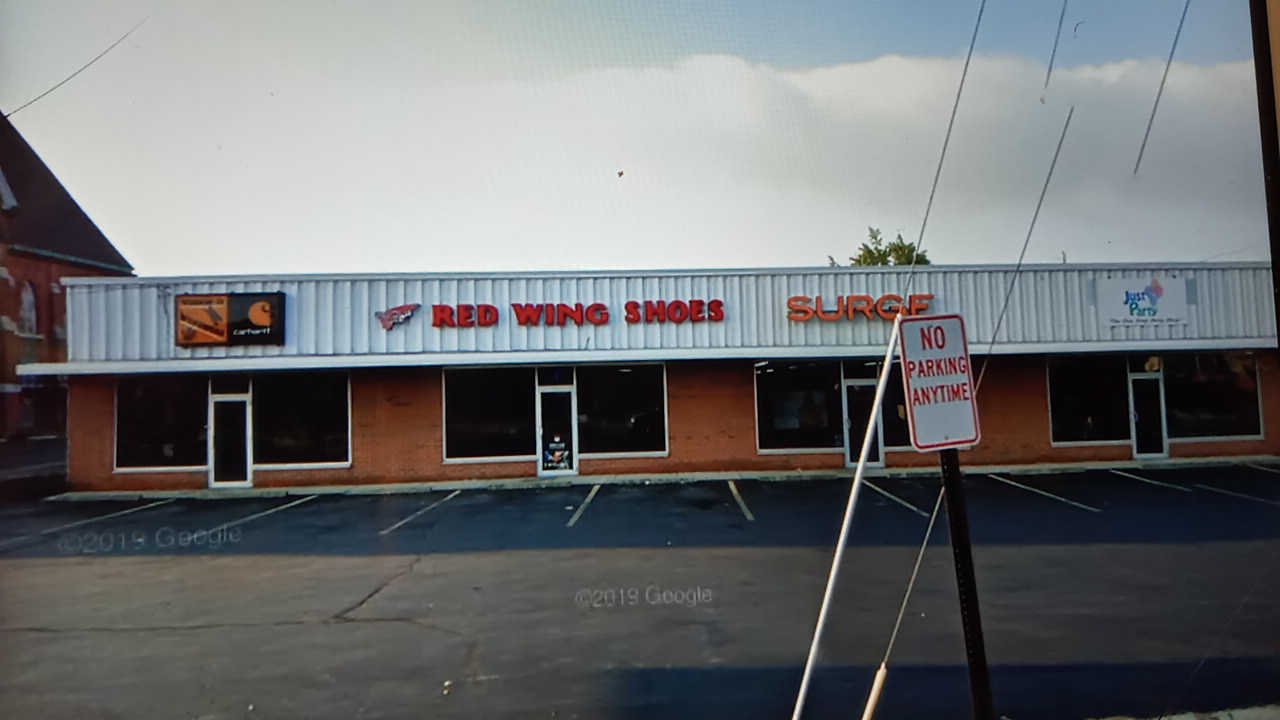 carhartt
RED WING SHOES
SURGE
Just
Party
NO
PARKING
ANYTIME
©2019 Google
©2019 Google